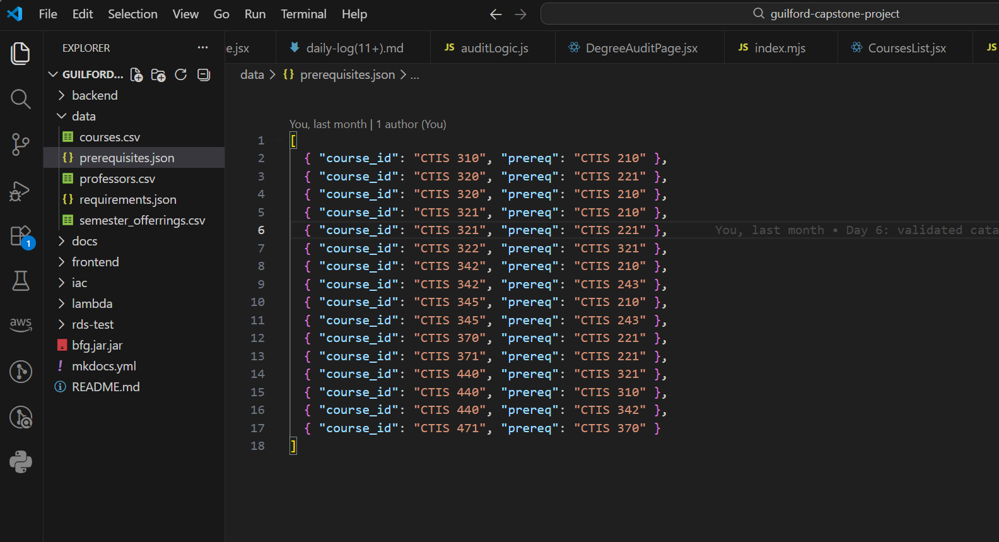 File Edit Selection View Go Run Terminal Help
guilford-capstone-project
EXPLORER
e.jsx
daily-log(11+).md
JS auditLogic.js
DegreeAuditPage.jsx
JS index.mjs
CoursesList.jsx
JS
GUILFORD...
data > {} prerequisites.json > ...
backend
data
courses.csv
{} prerequisites.json
professors.csv
{} requirements.json
semester_offerrings.csv
docs
frontend
iac
lambda
rds-test
bfg.jar.jar
! mkdocs.yml
README.md
1
aws
You, last month | 1 author (You)
1 [
2 { "course_id": "CTIS 310", "prereq": "CTIS 210" },
3 { "course_id": "CTIS 320", "prereq": "CTIS 221" },
4 { "course_id": "CTIS 320", "prereq": "CTIS 210" },
5 { "course_id": "CTIS 321", "prereq": "CTIS 210" },
6 { "course_id": "CTIS 321", "prereq": "CTIS 221" }, You, last month • Day 6: validated cata
7 { "course_id": "CTIS 322", "prereq": "CTIS 321" },
8 { "course_id": "CTIS 342", "prereq": "CTIS 210" },
9 { "course_id": "CTIS 342", "prereq": "CTIS 243" },
10 { "course_id": "CTIS 345", "prereq": "CTIS 210" },
11 { "course_id": "CTIS 345", "prereq": "CTIS 243" },
12 { "course_id": "CTIS 370", "prereq": "CTIS 221" },
13 { "course_id": "CTIS 371", "prereq": "CTIS 221" },
14 { "course_id": "CTIS 440", "prereq": "CTIS 321" },
15 { "course_id": "CTIS 440", "prereq": "CTIS 310" },
16 { "course_id": "CTIS 440", "prereq": "CTIS 342" },
17 { "course_id": "CTIS 471", "prereq": "CTIS 370" }
18 ]